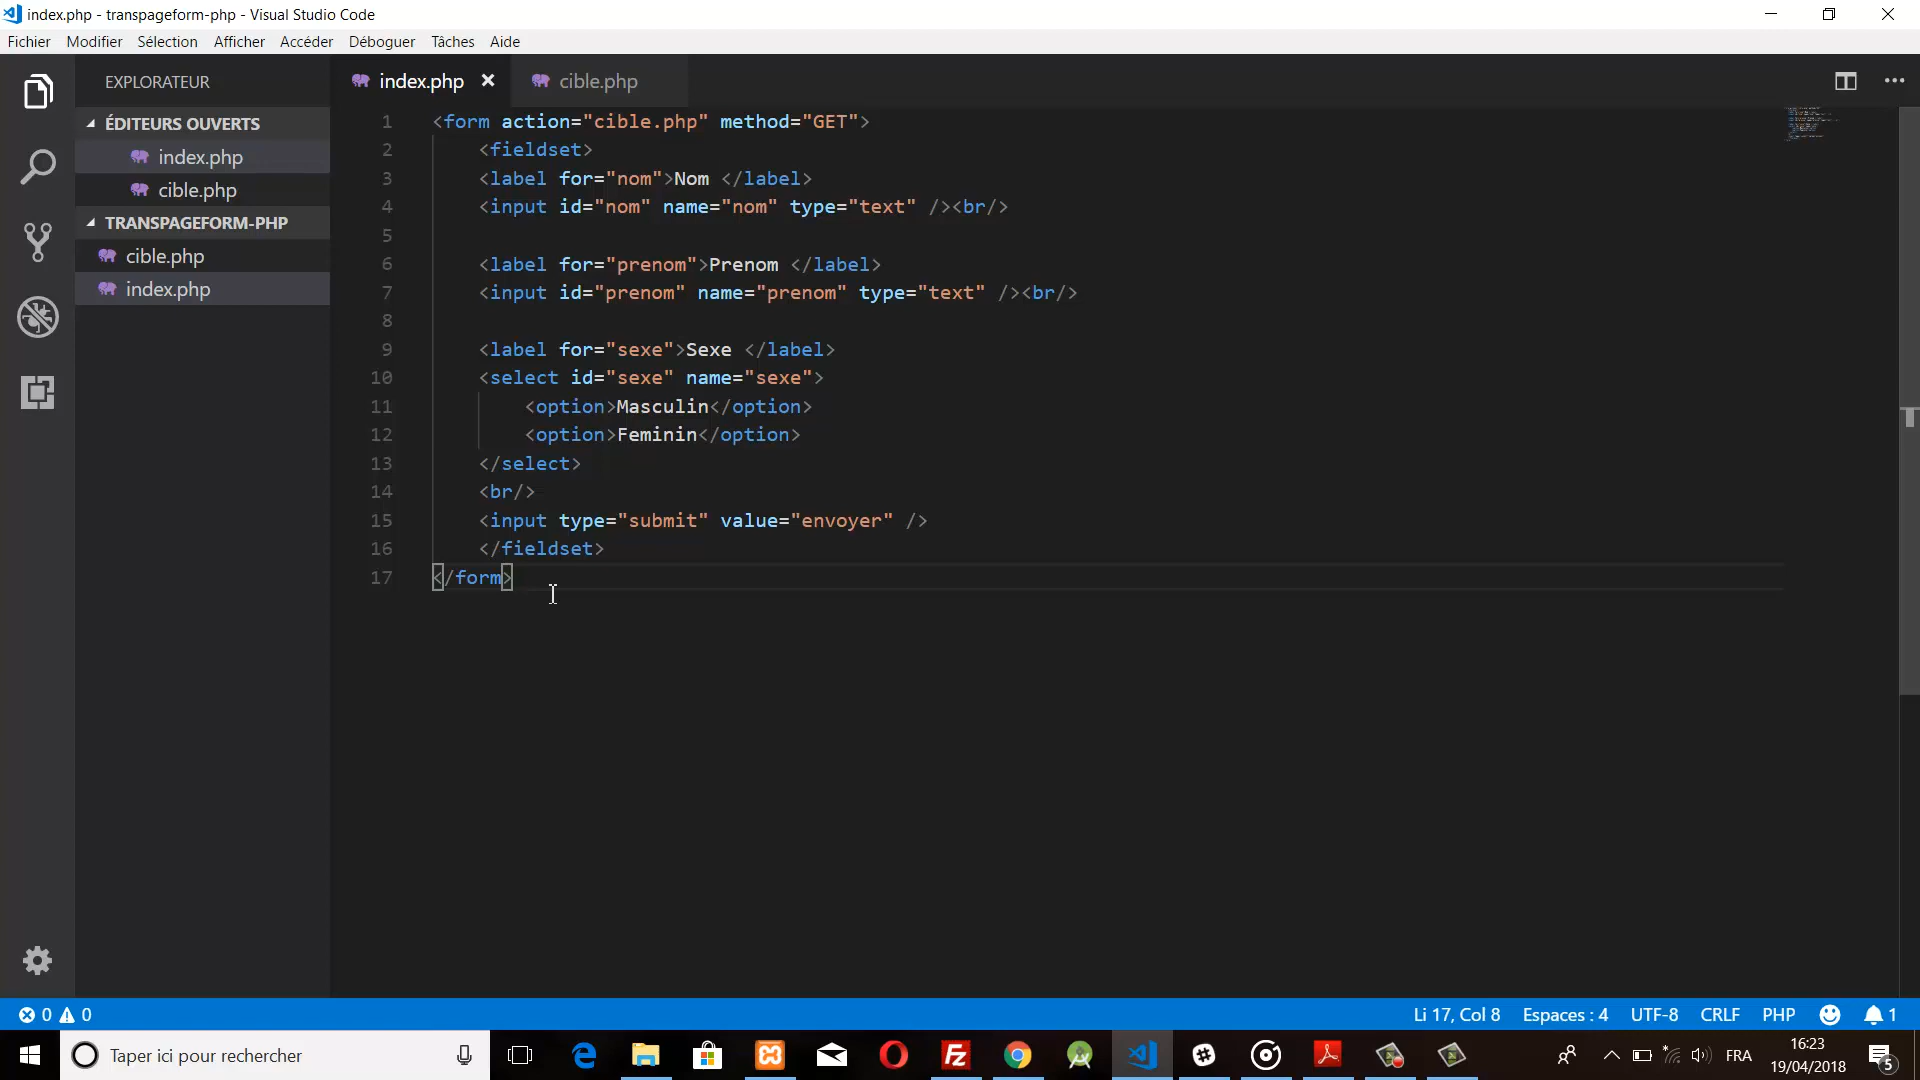 index.php - transpageform-php - Visual Studio Code
Fichier Modifier Sélection Afficher Accéder Déboguer Tâches Aide
EXPLORATEUR
ÉDITEURS OUVERTS
index.php
cible.php
TRANSPAGEFORM-PHP
cible.php
index.php
index.php cible.php
1 <form action="cible.php" method="GET">
2 <fieldset>
3 <label for="nom">Nom </label>
4 <input id="nom" name="nom" type="text" /><br/>
5
6 <label for="prenom">Prenom </label>
7 <input id="prenom" name="prenom" type="text" /><br/>
8
9 <label for="sexe">Sexe </label>
10 <select id="sexe" name="sexe">
11 <option>Masculin</option>
12 <option>Feminin</option>
13 </select>
14 <br/>
15 <input type="submit" value="envoyer" />
16 </fieldset>
17 </form>
0 0 Li 17, Col 8 Espaces : 4 UTF-8 CRLF PHP 1
Taper ici pour rechercher
FRA
16:23
19/04/2018
5